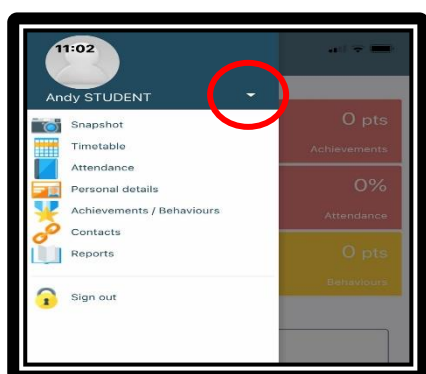 11:02
Andy STUDENT
Snapshot
Timetable
Attendance
Personal details
Achievements / Behaviours
Contacts
Reports
Sign out
0 pts
Achievements
0%
Attendance
0 pts
Behaviours